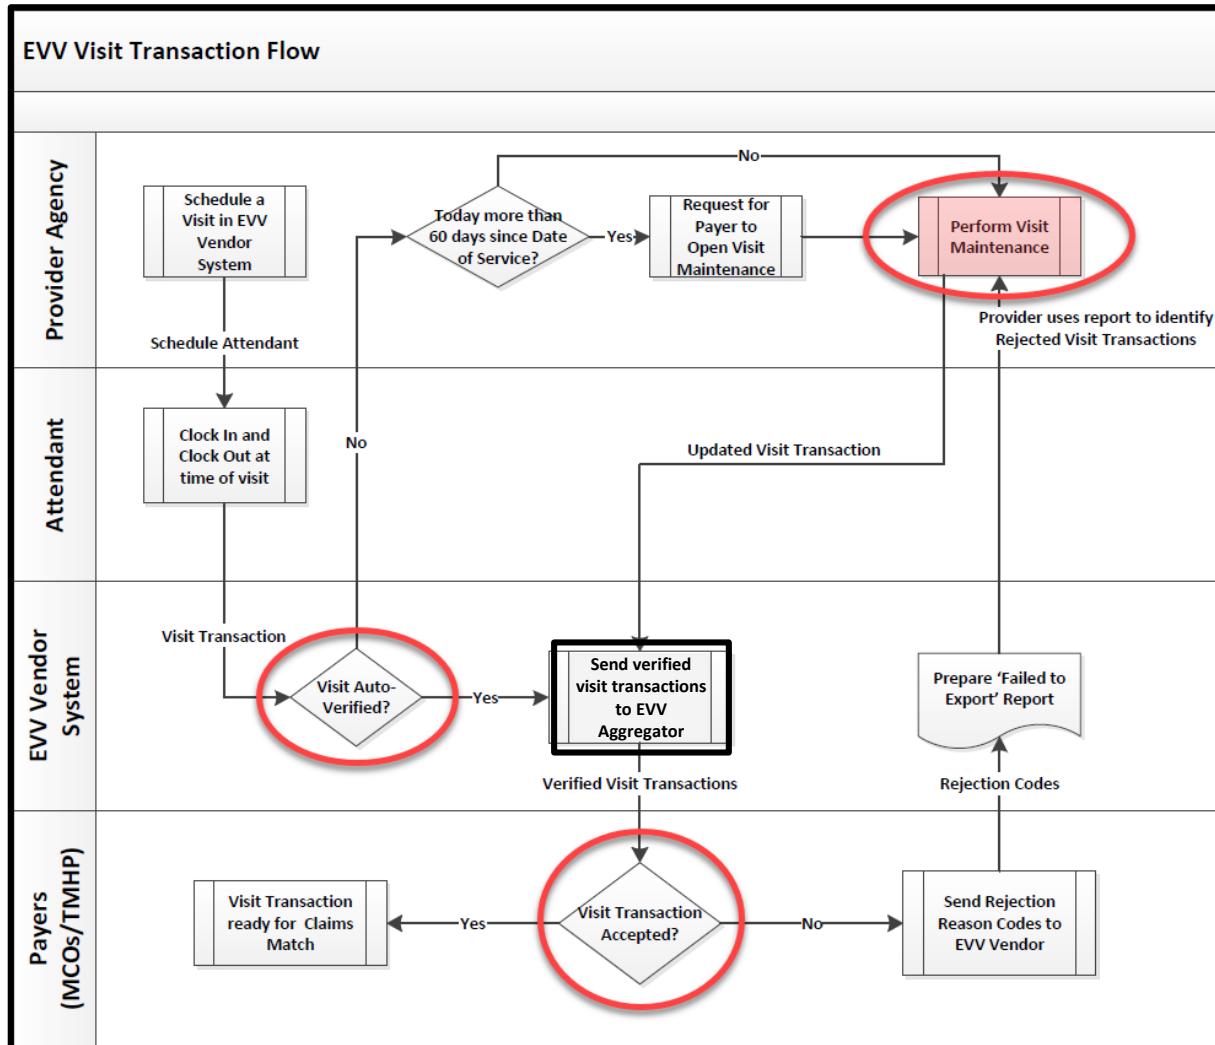 EVV Visit Transaction Flow
Provider Agency
Schedule a
Visit in EVV
Vendor
System
Schedule Attendant
Today more than
60 days since Date
of Service?
No
Yes
Request for
Payer to
Open Visit
Maintenance
Perform Visit
Maintenance
Provider uses report to identify
Rejected Visit Transactions
Attendant
Clock In and
Clock Out at
time of visit
No
Updated Visit Transaction
EVV Vendor
System
Visit Transaction
Visit Auto-
Verified?
Yes
Send verified
visit transactions
to EVV
Aggregator
Verified Visit Transactions
Prepare ‘Failed to
Export’ Report
Rejection Codes
Payers
(MCOs/TMHP)
Visit Transaction
ready for Claims
Match
Yes
Visit Transaction
Accepted?
No
Send Rejection
Reason Codes to
EVV Vendor